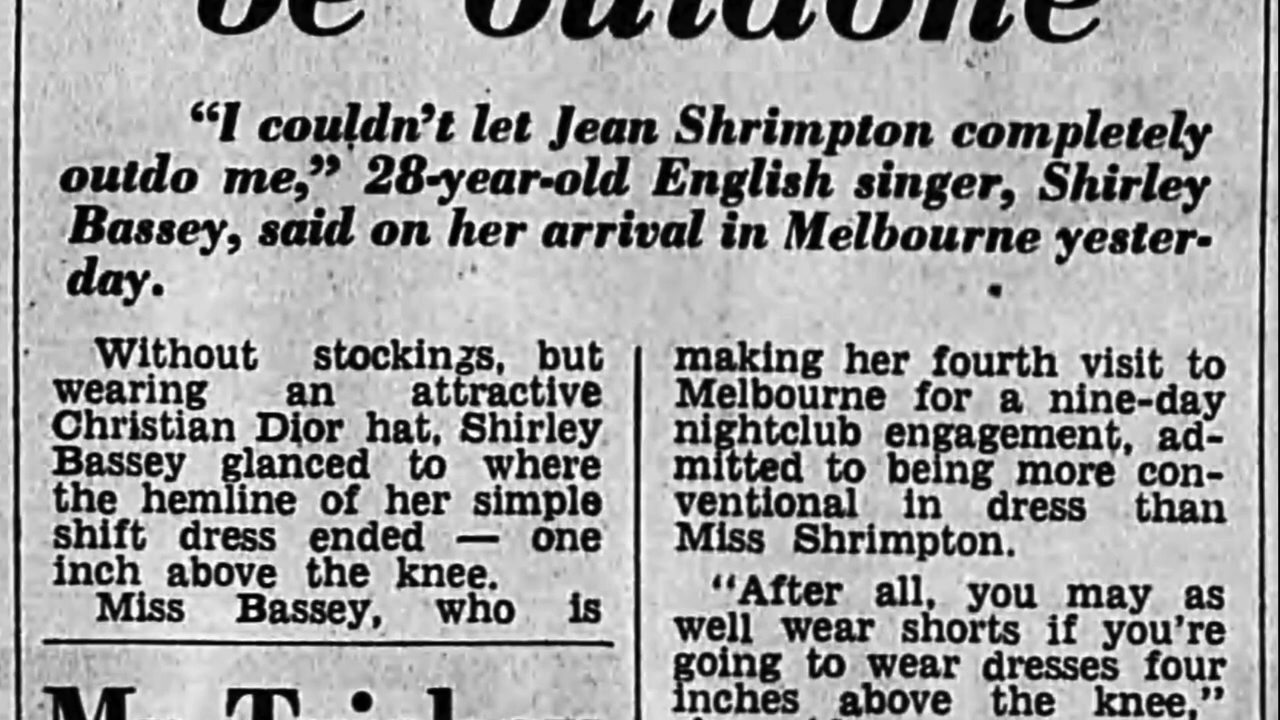 be outdone
"I couldn't let Jean Shrimpton completely
outdo me," 28-year-old English singer, Shirley
Bassey, said on her arrival in Melbourne yester-
day.
Without stockings, but
wearing an attractive
Christian Dior hat, Shirley
Bassey glanced to where
the hemline of her simple
shift dress ended — one
inch above the knee.
Miss Bassey, who is
making her fourth visit to
Melbourne for a nine-day
nightclub engagement, ad-
mitted to being more con-
ventional in dress than
Miss Shrimpton.
"After all, you may as
well wear shorts if you're
going to wear dresses four
inches above the knee,"